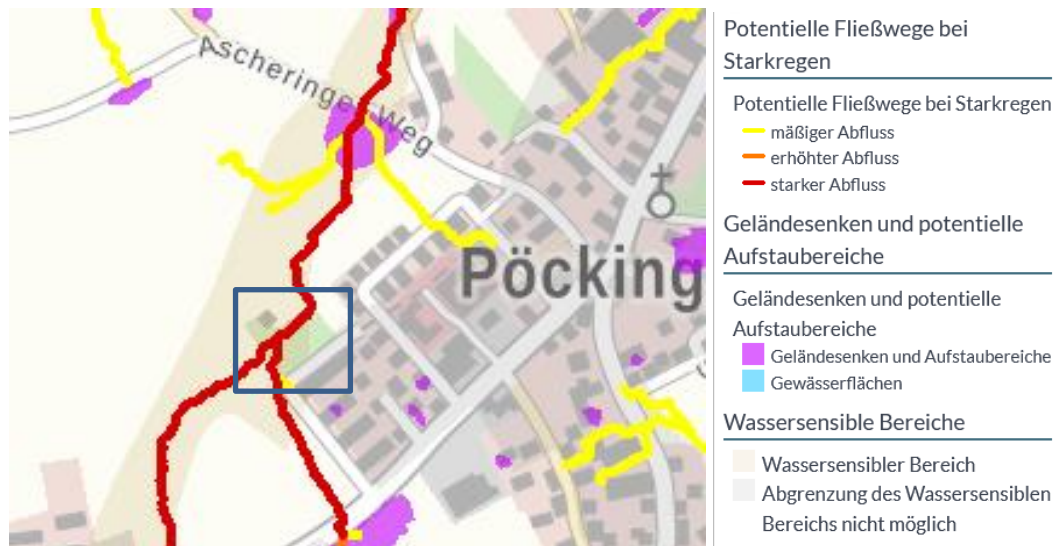 Ascheringer Weg
Pöcking
Potentielle Fließwege bei
Starkregen
Potentielle Fließwege bei Starkregen
mäßiger Abfluss
erhöhter Abfluss
starker Abfluss
Geländesenken und potentielle
Aufstaubereiche
Geländesenken und potentielle
Aufstaubereiche
Geländesenken und Aufstaubereiche
Gewässerflächen
Wassersensible Bereiche
Wassersensibler Bereich
Abgrenzung des Wassersensiblen
Bereichs nicht möglich